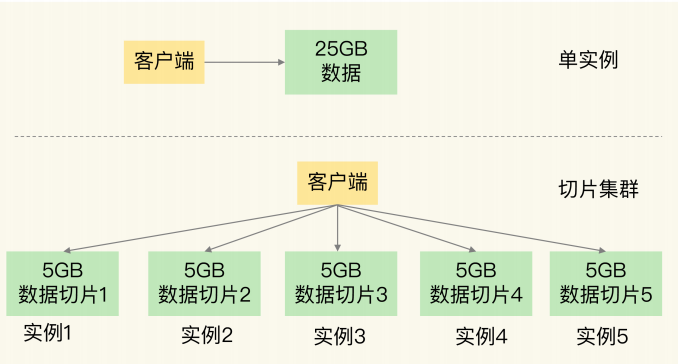 客户端
25GB
数据
单实例
客户端
切片集群
5GB
数据切片1
5GB
数据切片2
5GB
数据切片3
5GB
数据切片4
5GB
数据切片5
实例1
实例2
实例3
实例4
实例5